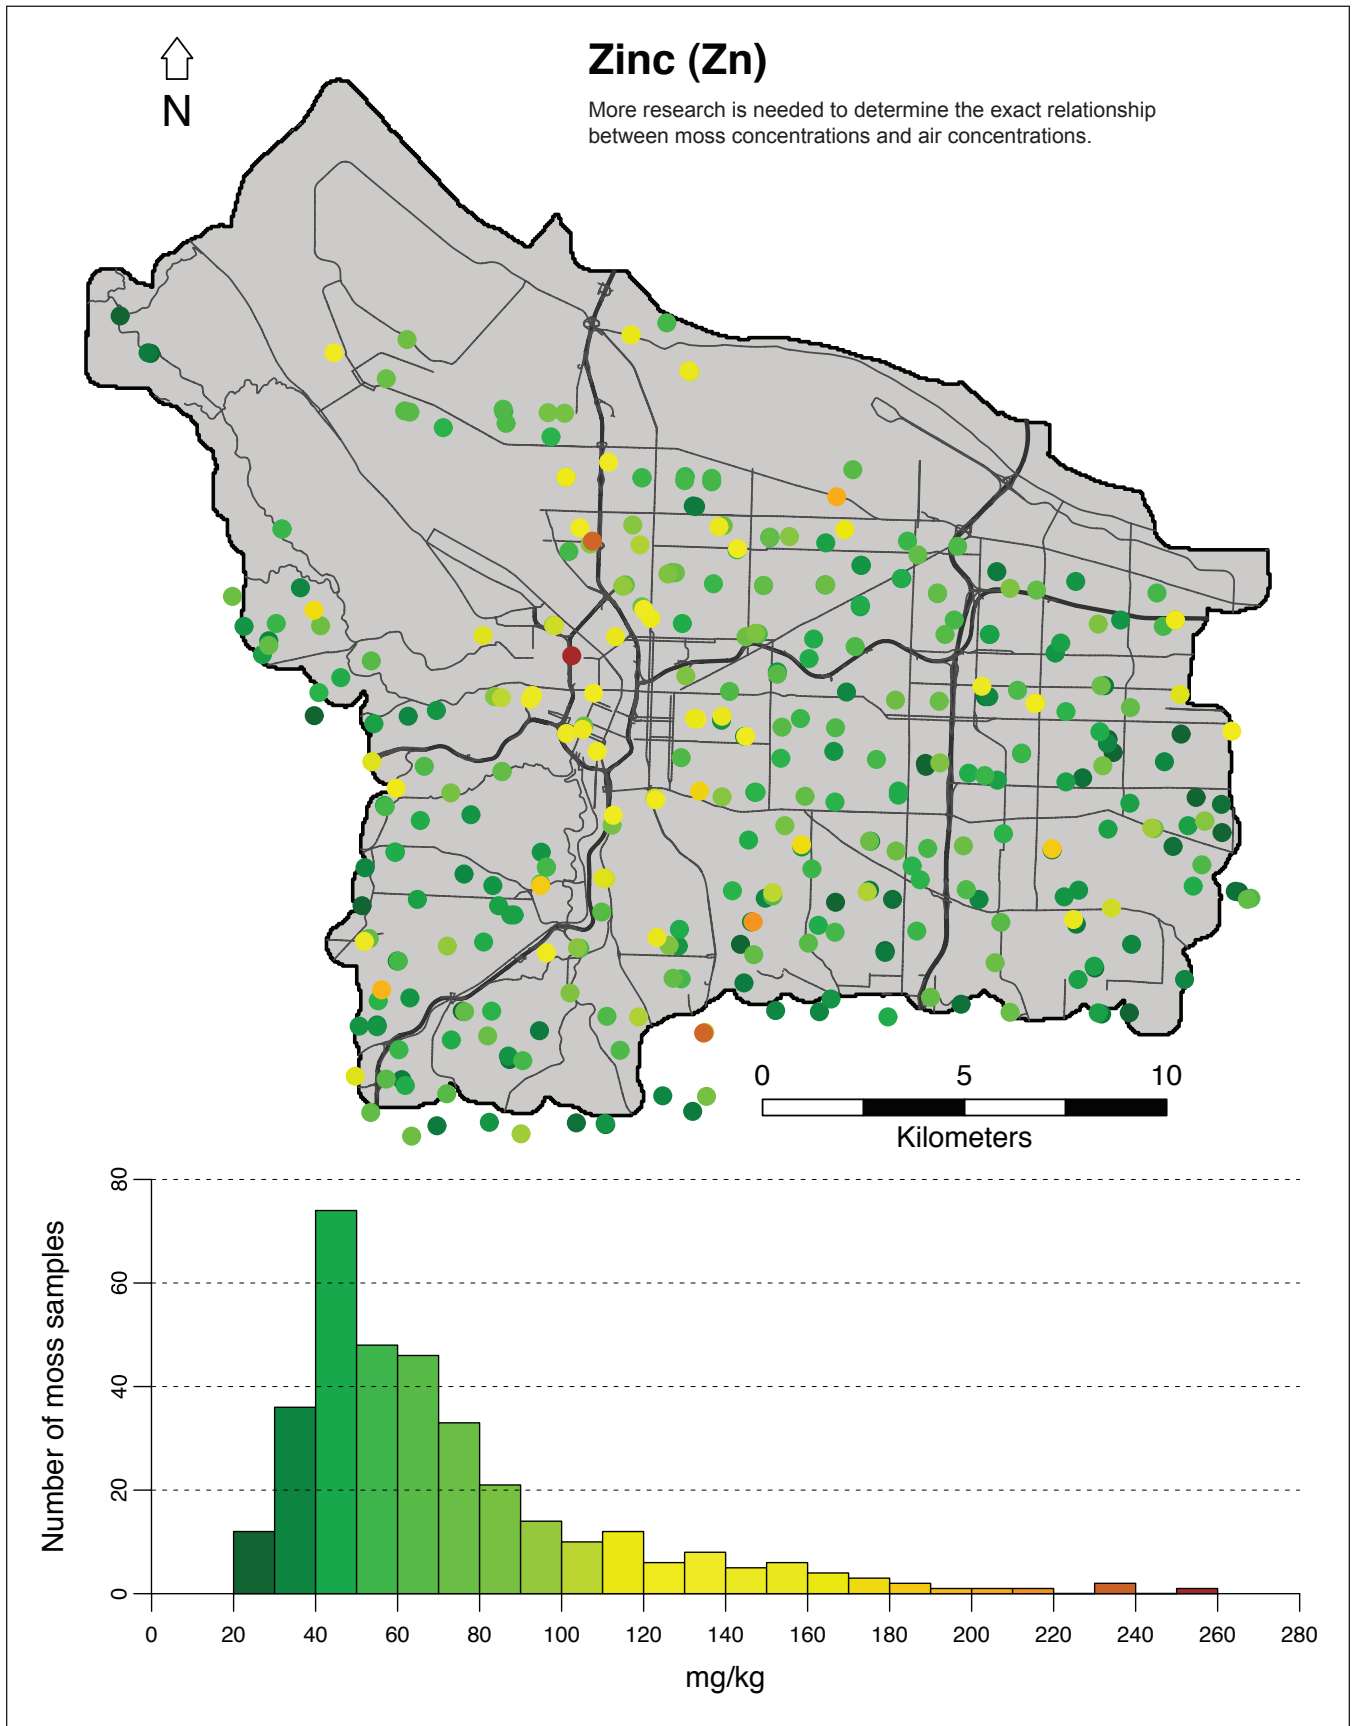 Zinc (Zn)
N
More research is needed to determine the exact relationship
between moss concentrations and air concentrations.
0 5 10
Kilometers
Number of moss samples
80
60
40
20
0
0 20 40 60 80 100 120 140 160 180 200 220 240 260 280
mg/kg